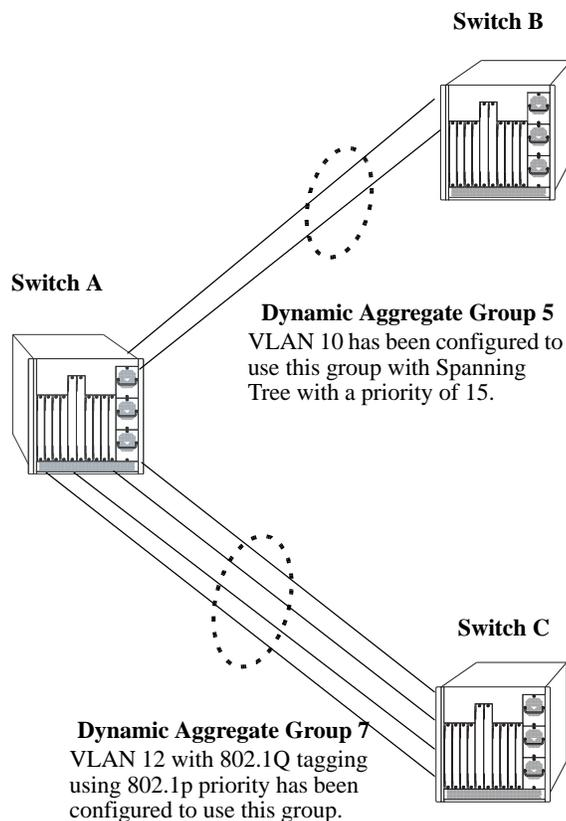 Switch B
Switch A
Dynamic Aggregate Group 5
VLAN 10 has been configured to
use this group with Spanning
Tree with a priority of 15.
Switch C
Dynamic Aggregate Group 7
VLAN 12 with 802.1Q tagging
using 802.1p priority has been
configured to use this group.